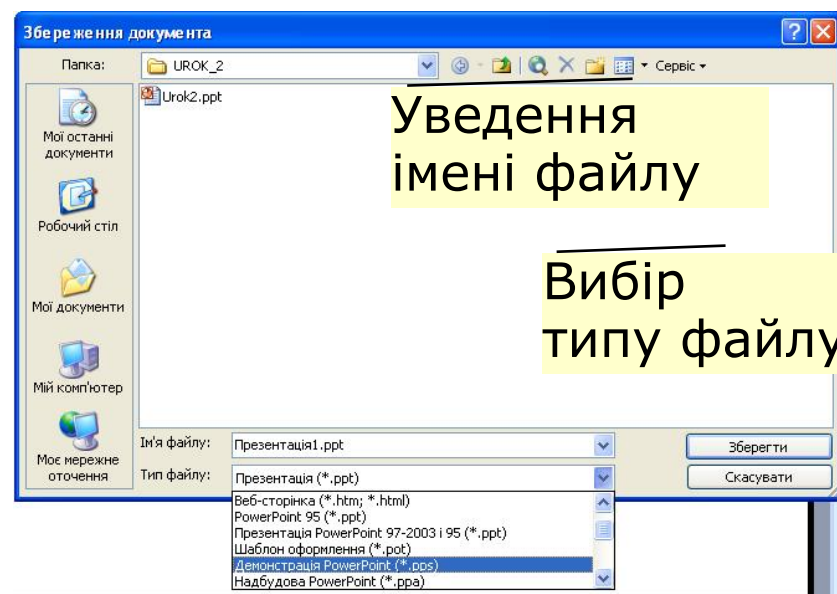 Збереження документа
Папка:
UROK_2
Сервіс
Urok2.ppt
Уведення
імені файлу
Вибір
типу файлу
Мої останні
документи
Робочий стіл
Мої документи
Мій комп'ютер
Моє мережне
оточення
Ім'я файлу:
Презентація1.ppt
Зберегти
Тип файлу:
Презентація (*.ppt)
Скасувати
Веб-сторінка (*.htm; *.html)
PowerPoint 95 (*.ppt)
Презентація PowerPoint 97-2003 і 95 (*.ppt)
Шаблон оформлення (*.pot)
Демонстрація PowerPoint (*.pps)
Надбудова PowerPoint (*.ppa)